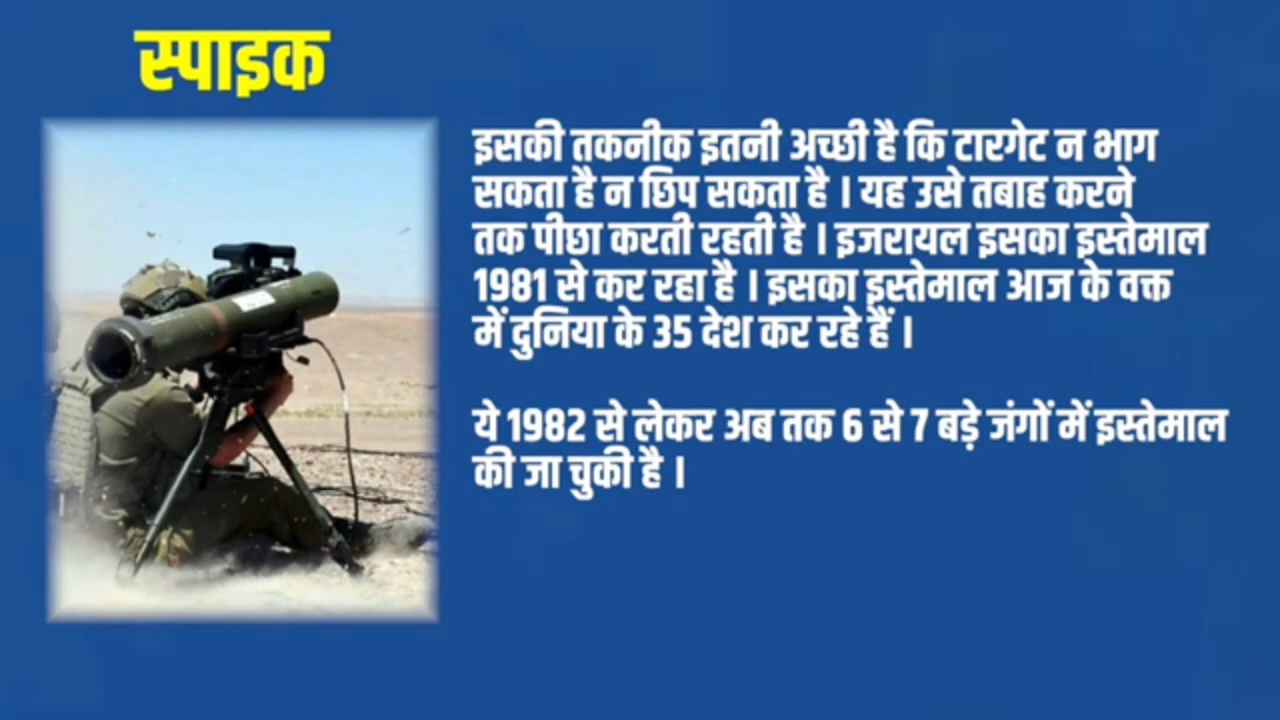 स्पाइक
इसकी तकनीक इतनी अच्छी है कि टारगेट न भाग
सकता है न छिप सकता है । यह उसे तबाह करने
तक पीछा करती रहती है । इजरायल इसका इस्तेमाल
1981 से कर रहा है । इसका इस्तेमाल आज के वक्त
में दुनिया के 35 देश कर रहे हैं ।
ये 1982 से लेकर अब तक 6 से 7 बड़े जंगों में इस्तेमाल
की जा चुकी है ।